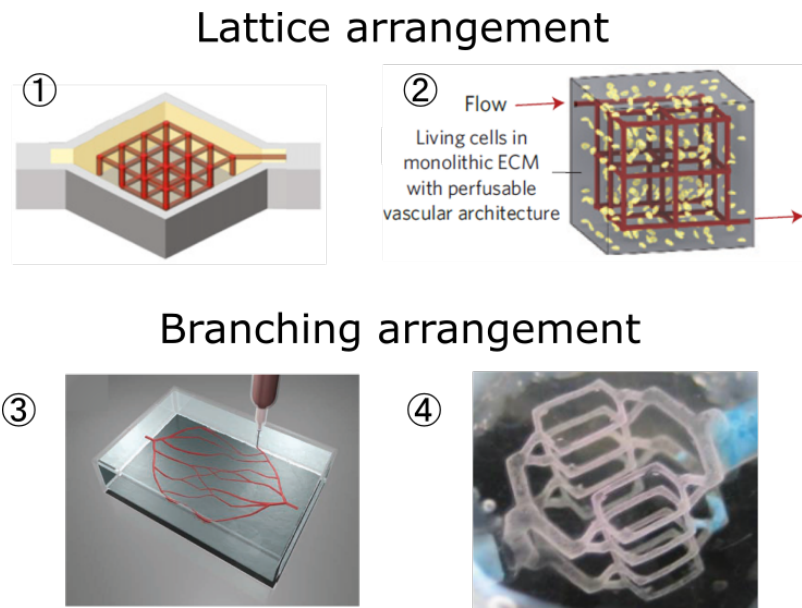 Lattice arrangement
①
②
Flow
Living cells in
monolithic ECM
with perfusable
vascular architecture
Branching arrangement
③
④